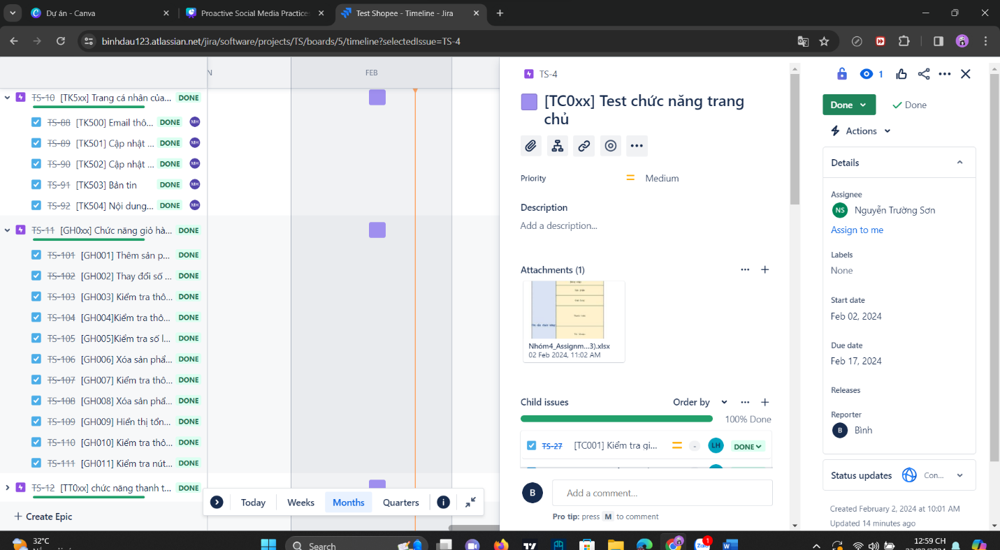 Dự án - Canva
Proactive Social Media Practice
Test Shopee - Timeline - Jira
binhdau123.atlassian.net/jira/software/projects/TS/boards/5/timeline?selectedIssue=TS-4
N
FEB
TS-10 [TK5xx] Trang cá nhân của... DONE
TS-88 [TK500] Email thô... DONE MH
TS-89 [TK501] Cập nhật ... DONE MH
TS-90 [TK502] Cập nhật ... DONE MH
TS-91 [TK503] Bản tin DONE MH
TS-92 [TK504] Nội dung... DONE MH
TS-11 [GH0xx] Chức năng giỏ hà... DONE
TS-101 [GH001] Thêm sản p... DONE
TS-102 [GH002] Thay đổi số ... DONE
TS-103 [GH003] Kiểm tra thô... DONE
TS-104 [GH004]Kiểm tra thô... DONE
TS-105 [GH005]Kiểm tra số l... DONE
TS-106 [GH006] Xóa sản phẩ... DONE
TS-107 [GH007] Kiểm tra thô... DONE
TS-108 [GH008] Xóa sản phẩ... DONE
TS-109 [GH009] Hiển thị tổn... DONE
TS-110 [GH010] Kiểm tra thô... DONE
TS-111 [GH011] Kiểm tra nút... DONE
TS-12 [TT0xx] chức năng thanh t... DONE
Create Epic
Today Weeks Months Quarters
TS-4
[TC0xx] Test chức năng trang
chủ
Priority Medium
Description
Add a description...
Attachments (1)
Nhóm4_Assignm...3).xlsx
02 Feb 2024, 11:02 AM
Child issues Order by
100% Done
TS-27 [TC001] Kiểm tra gi... - LH DONE
B Add a comment...
Pro tip: press M to comment
1
Done Done
Actions
Details
Assignee
NS Nguyễn Trường Sơn
Assign to me
Labels
None
Start date
Feb 02, 2024
Due date
Feb 17, 2024
Releases
Reporter
B Bình
Status updates Con...
Created February 2, 2024 at 10:01 AM
Updated 14 minutes ago
32°C
Search
Zalo
1
12:59 CH